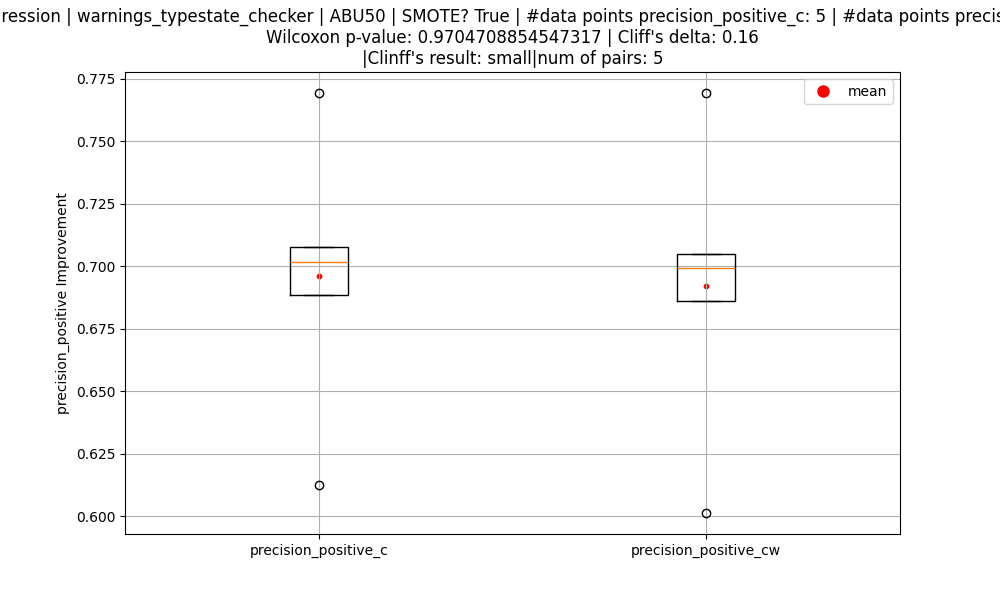 ression | warnings_typestate_checker | ABU50 | SMOTE? True | #data points precision_positive_c: 5 | #data points precis
Wilcoxon p-value: 0.9704708854547317 | Cliff's delta: 0.16
|Clinff's result: small|num of pairs: 5
mean
0.775
0.750
0.725
0.700
0.675
0.650
0.625
0.600
precision_positive Improvement
precision_positive_c
precision_positive_cw